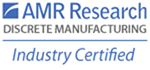 AMR Research
DISCRETE MANUFACTURING
Industry Certified